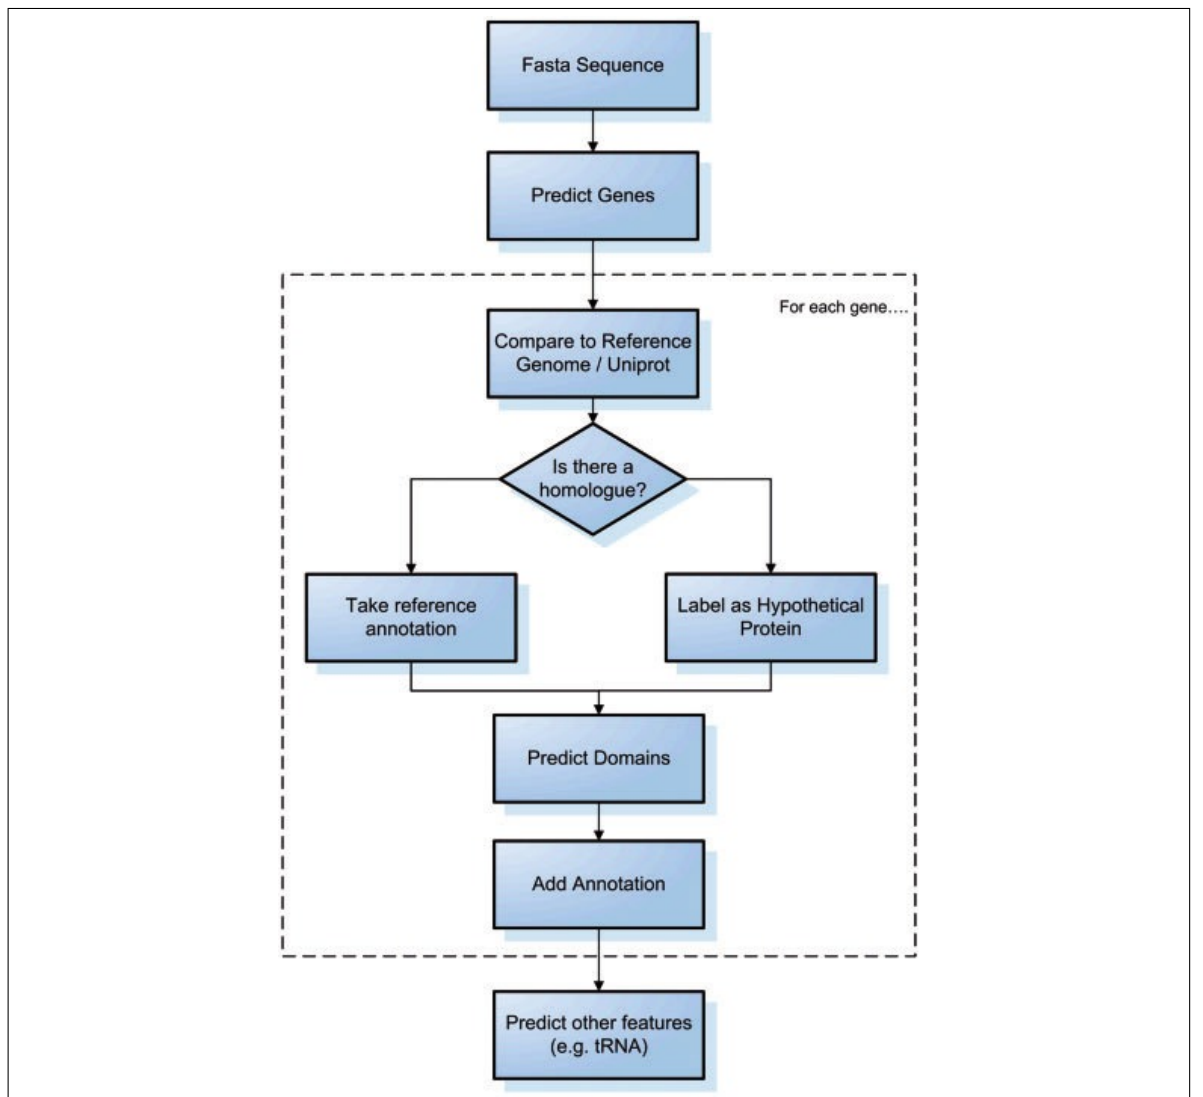 Fasta Sequence
Predict Genes
For each gene....
Compare to Reference
Genome / Uniprot
Is there a
homologue?
Take reference
annotation
Label as Hypothetical
Protein
Predict Domains
Add Annotation
Predict other features
(e.g. tRNA)